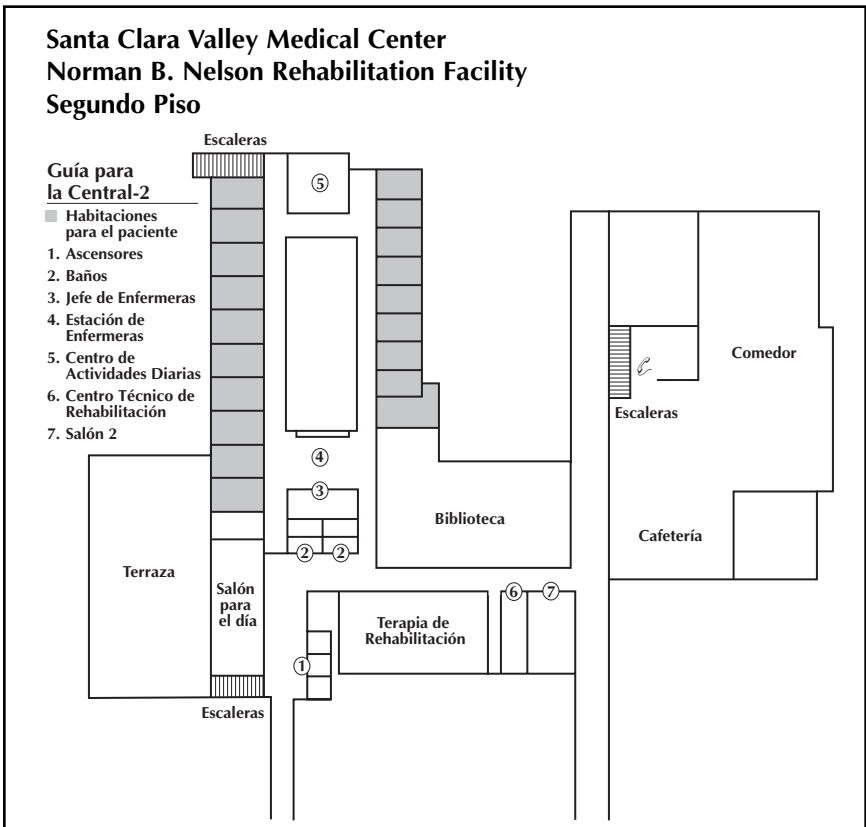 Santa Clara Valley Medical Center
Norman B. Nelson Rehabilitation Facility
Segundo Piso
Escaleras
Guía para
la Central-2
Habitaciones
para el paciente
1. Ascensores
2. Baños
3. Jefe de Enfermeras
4. Estación de
Enfermeras
5. Centro de
Actividades Diarias
6. Centro Técnico de
Rehabilitación
7. Salón 2
5
Comedor
Escaleras
4
3
Biblioteca
Cafetería
2 2
Terraza
Salón
para
el día
6 7
Terapia de
Rehabilitación
1
Escaleras